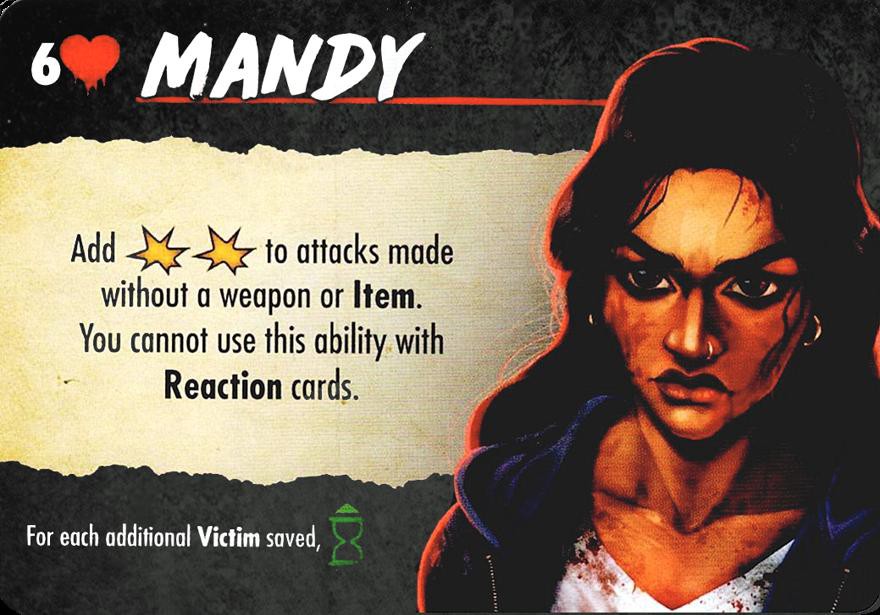 6 MANDY
Add to attacks made
without a weapon or Item.
You cannot use this ability with
Reaction cards.
For each additional Victim saved,